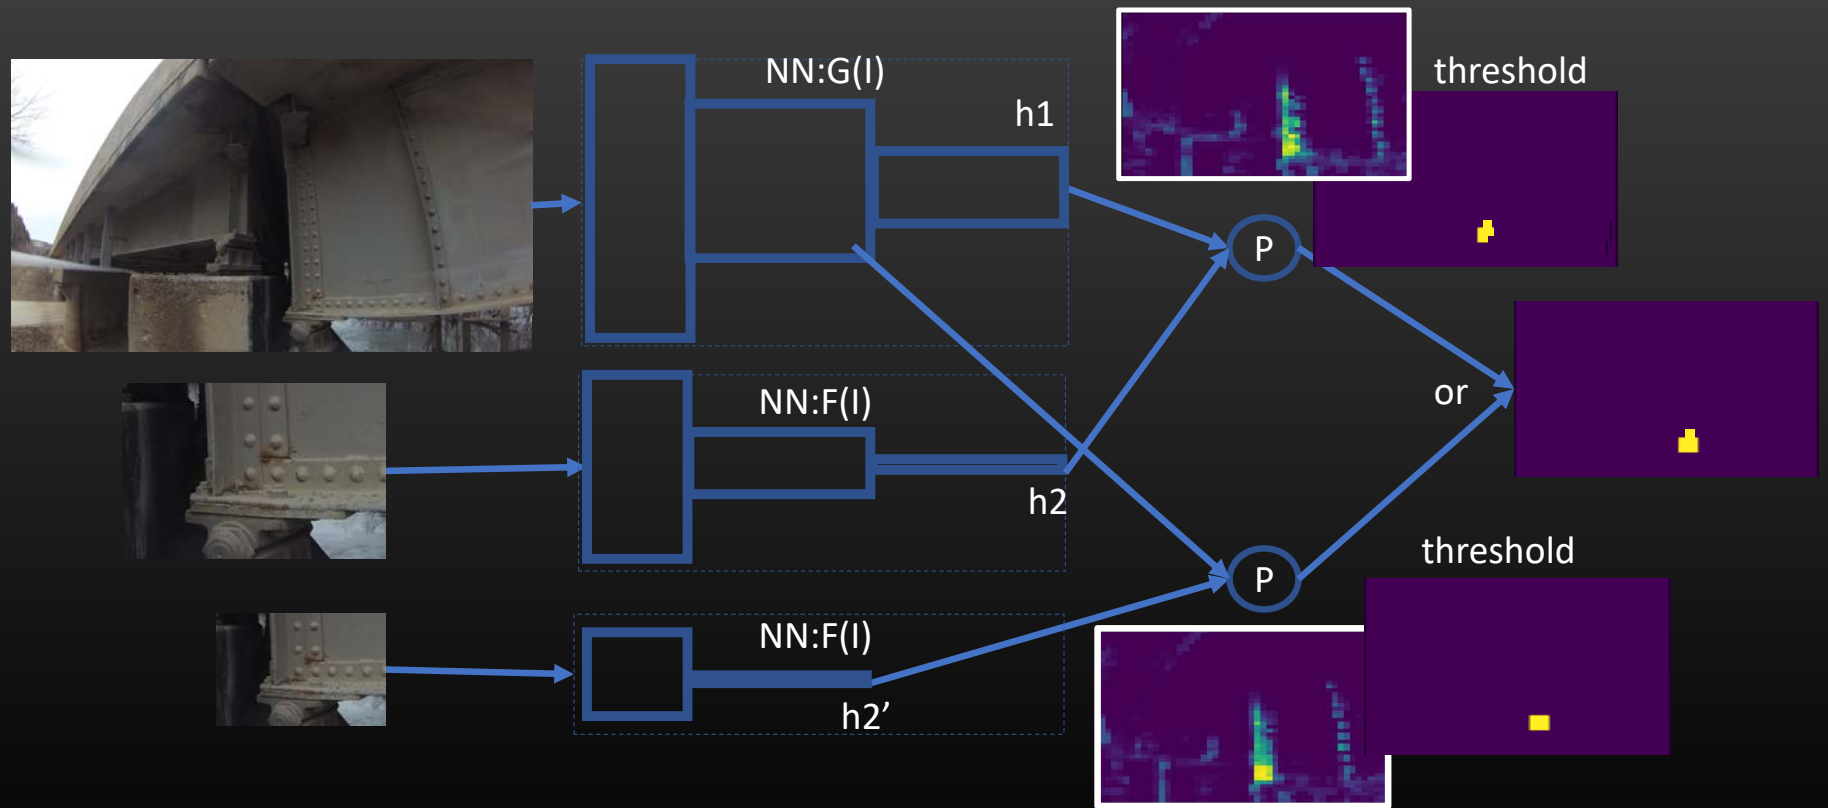 NN:G(I)
h1
threshold
P
NN:F(I)
h2
or
threshold
P
NN:F(I)
h2’